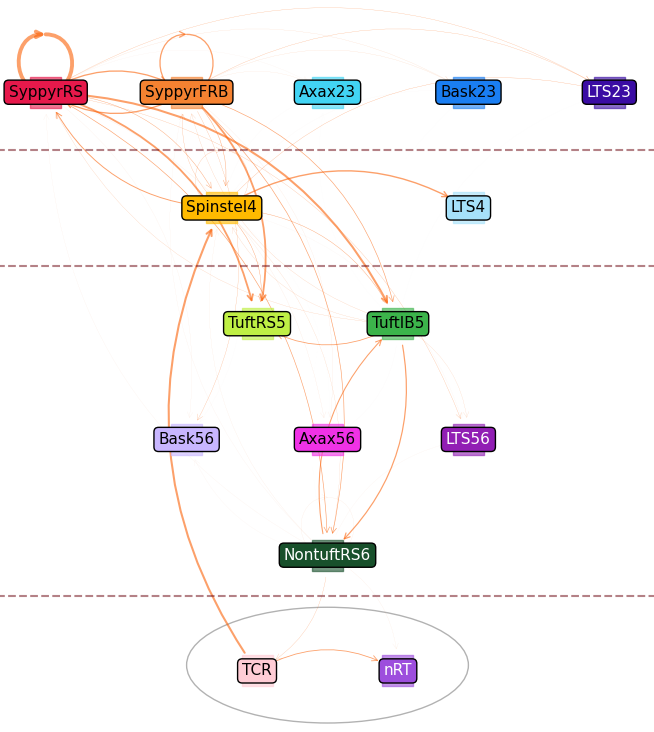 SyppyrRS SyppyrFRB Axax23 Bask23 LTS23
Spinstel4 LTS4
TuftRS5 TuftIB5
Bask56 Axax56 LTS56
NontuftRS6
TCR nRT